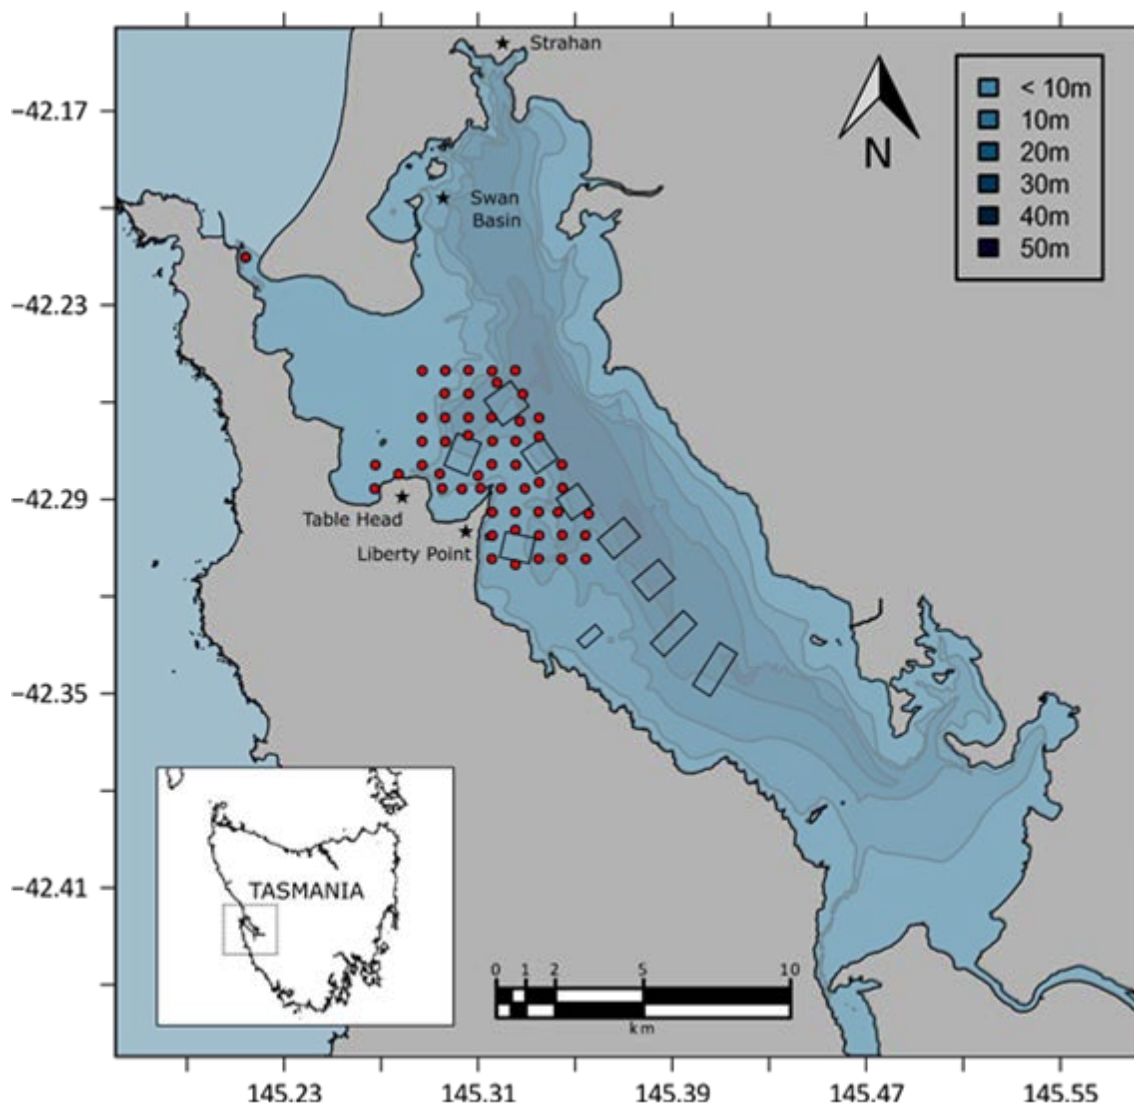 Strahan
−42.17
< 10m
10m
20m
30m
40m
50m
N
Swan
Basin
−42.23
−42.29
Table Head
Liberty Point
−42.35
TASMANIA
−42.41
0 1 2 5 10
km
145.23 145.31 145.39 145.47 145.55